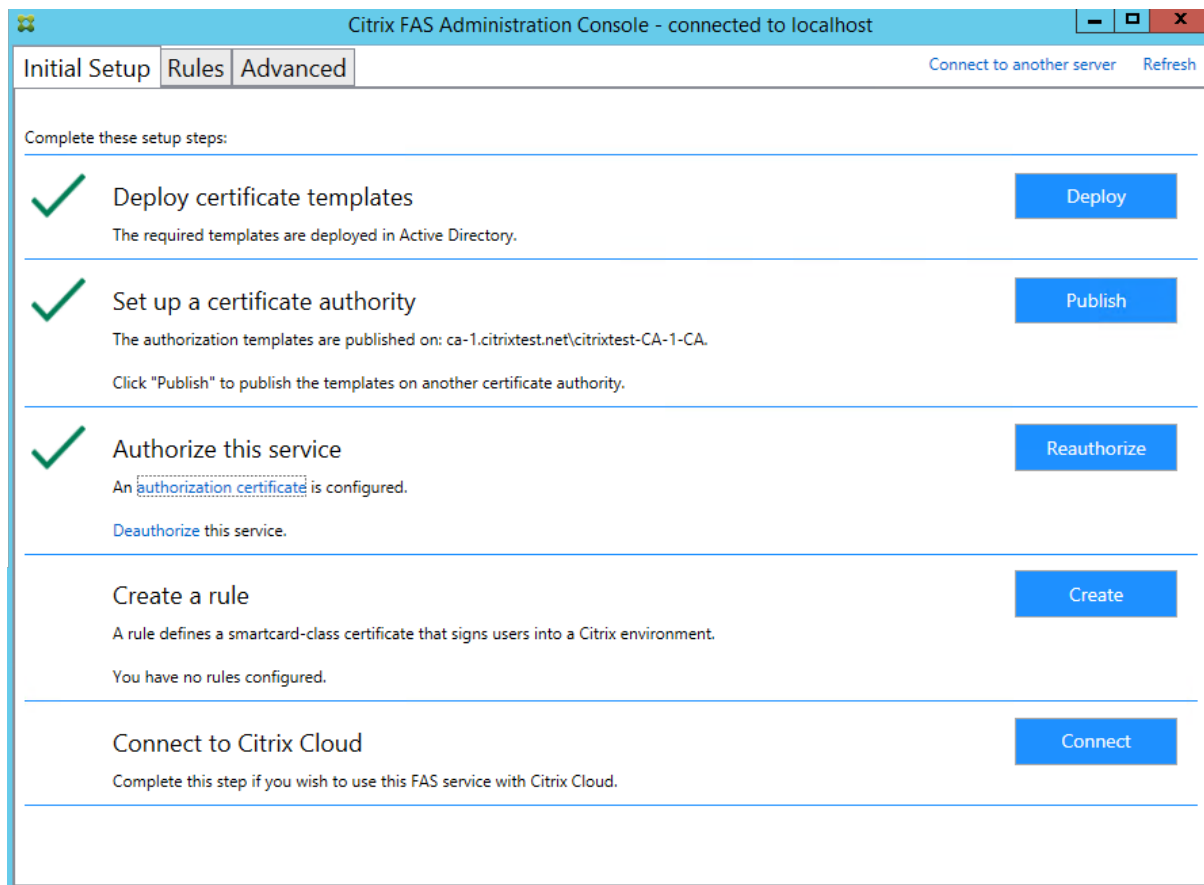 Citrix FAS Administration Console - connected to localhost
Initial Setup Rules Advanced Connect to another server Refresh
Complete these setup steps:
Deploy certificate templates Deploy
The required templates are deployed in Active Directory.
Set up a certificate authority Publish
The authorization templates are published on: ca-1.citrixtest.net\citrixtest-CA-1-CA.
Click "Publish" to publish the templates on another certificate authority.
Authorize this service Reauthorize
An authorization certificate is configured.
Deauthorize this service.
Create a rule Create
A rule defines a smartcard-class certificate that signs users into a Citrix environment.
You have no rules configured.
Connect to Citrix Cloud Connect
Complete this step if you wish to use this FAS service with Citrix Cloud.